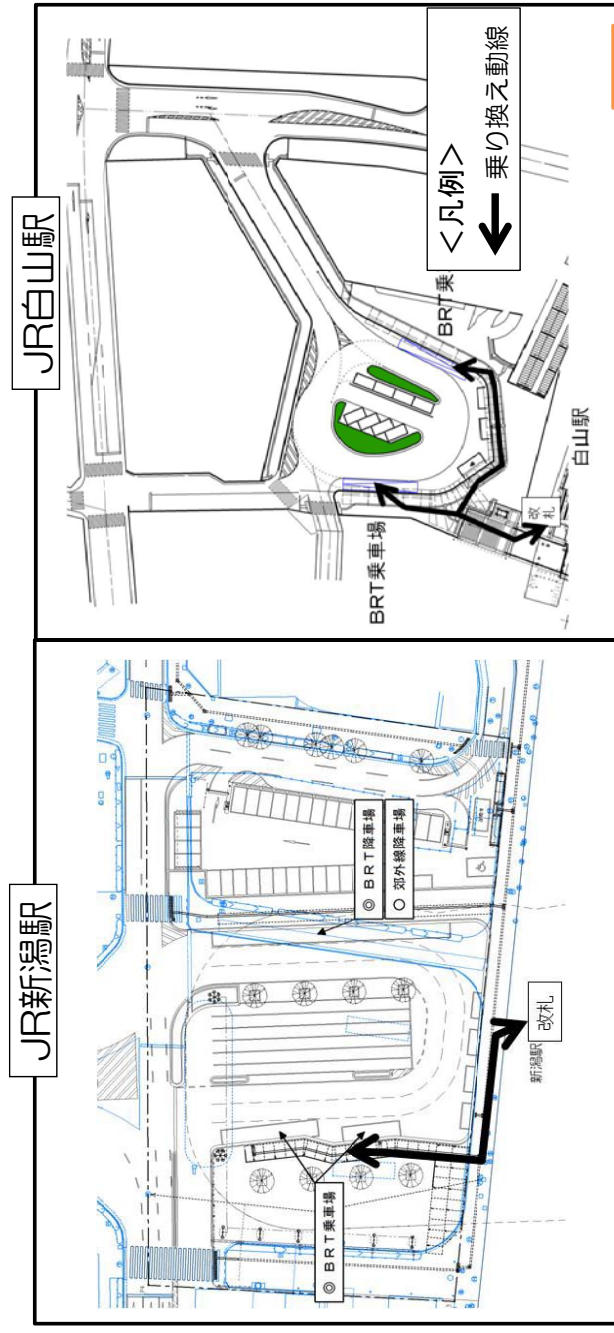 JR新潟駅
◎ BRT乗車場
◎ BRT降車場
○ 郊外線降車場
新潟駅
改札
JR白山駅
BRT乗車場
BRT乗
改札
白山駅
<凡例>
乗り換え動線